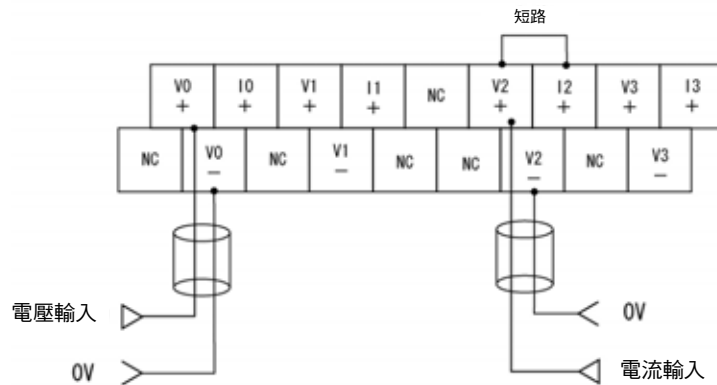 短路
V0 + I0 + V1 + I1 + NC V2 + I2 + V3 + I3 +
NC V0 − NC V1 − NC NC V2 − NC V3 −
電壓輸入
0V
0V
電流輸入